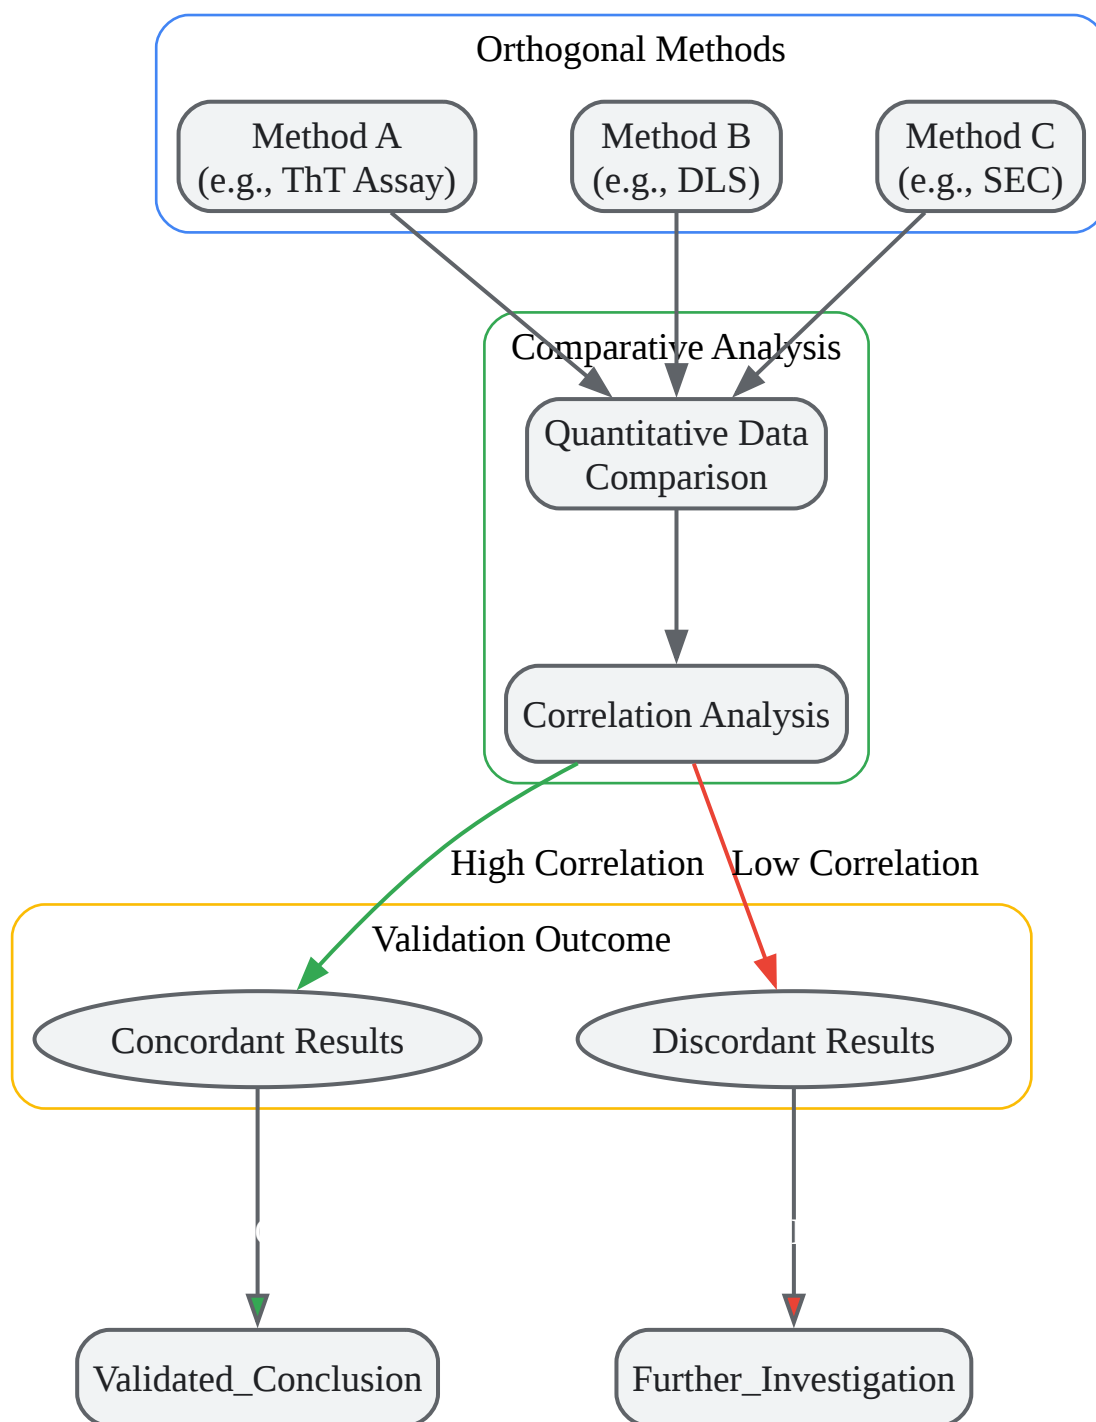 Orthogonal Methods
Method A
(e.g., ThT Assay)
Method B
(e.g., DLS)
Method C
(e.g., SEC)
Comparative Analysis
Quantitative Data
Comparison
Correlation Analysis
High Correlation
Low Correlation
Validation Outcome
Concordant Results
Discordant Results
Validated_Conclusion
Further_Investigation